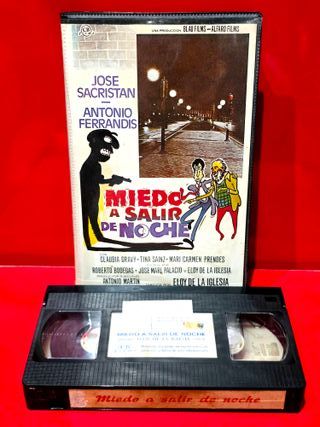 UNA PRODUCCION BLAU FILMS - ALFARO FILMS
JOSE
SACRISTAN
ANTONIO
FERRANDIS
MIEDO
A SALIR
DE NOCHE
CLAUDIA GRAVY - TINA SAINZ - MARI CARMEN PRENDES
ROBERTO BODEGAS - JOSE MARI PALACIO - ELOY DE LA IGLESIA
ANTONIO MARTIN
ELOY DE LA IGLESIA
MIEDO A SALIR DE NOCHE
ELOY DE LA IGLESIA
Miedo a salir de noche